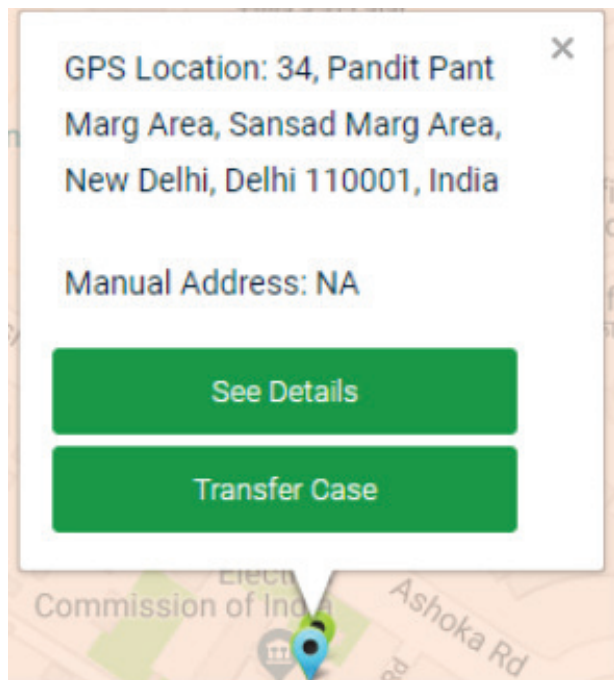 GPS Location: 34, Pandit Pant
Marg Area, Sansad Marg Area,
New Delhi, Delhi 110001, India
Manual Address: NA
See Details
Transfer Case
Commission of India
Ashoka Rd
Rd